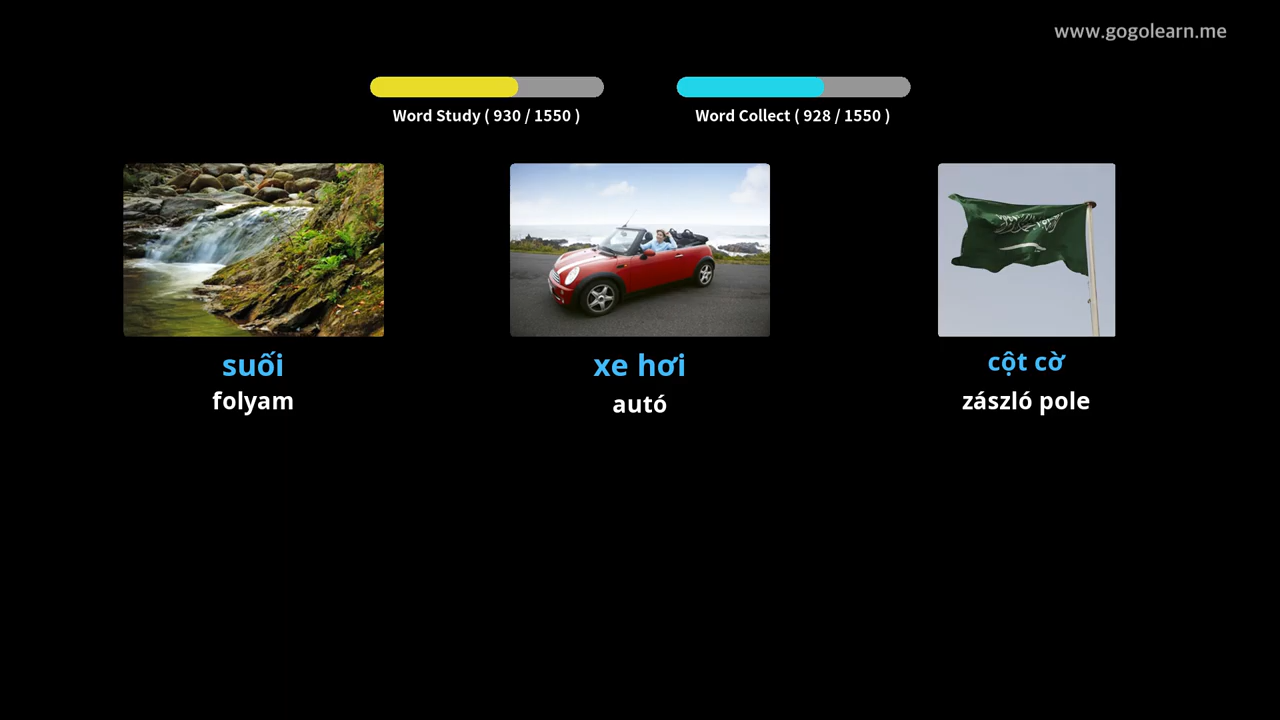 www.gogolearn.me
Word Study ( 930 / 1550 )
Word Collect ( 928 / 1550 )
suối
folyam
xe hơi
autó
cột cờ
zászló pole